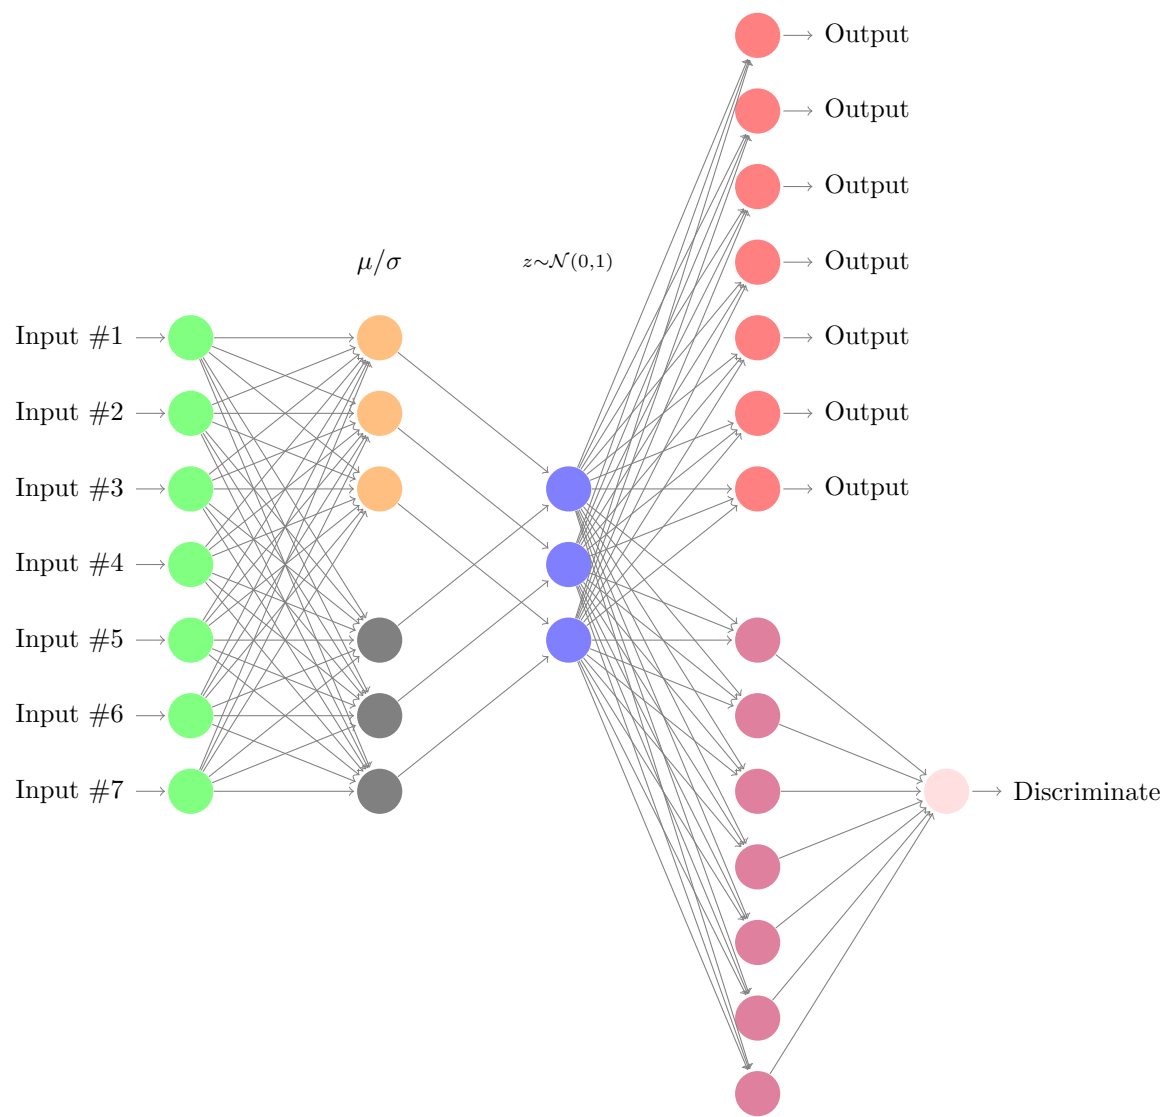 Output
Output
Output
μ/σ
z∼𝒩(0,1)
Output
Input #1
Output
Input #2
Output
Input #3
Output
Input #4
Input #5
Input #6
Input #7
Discriminate